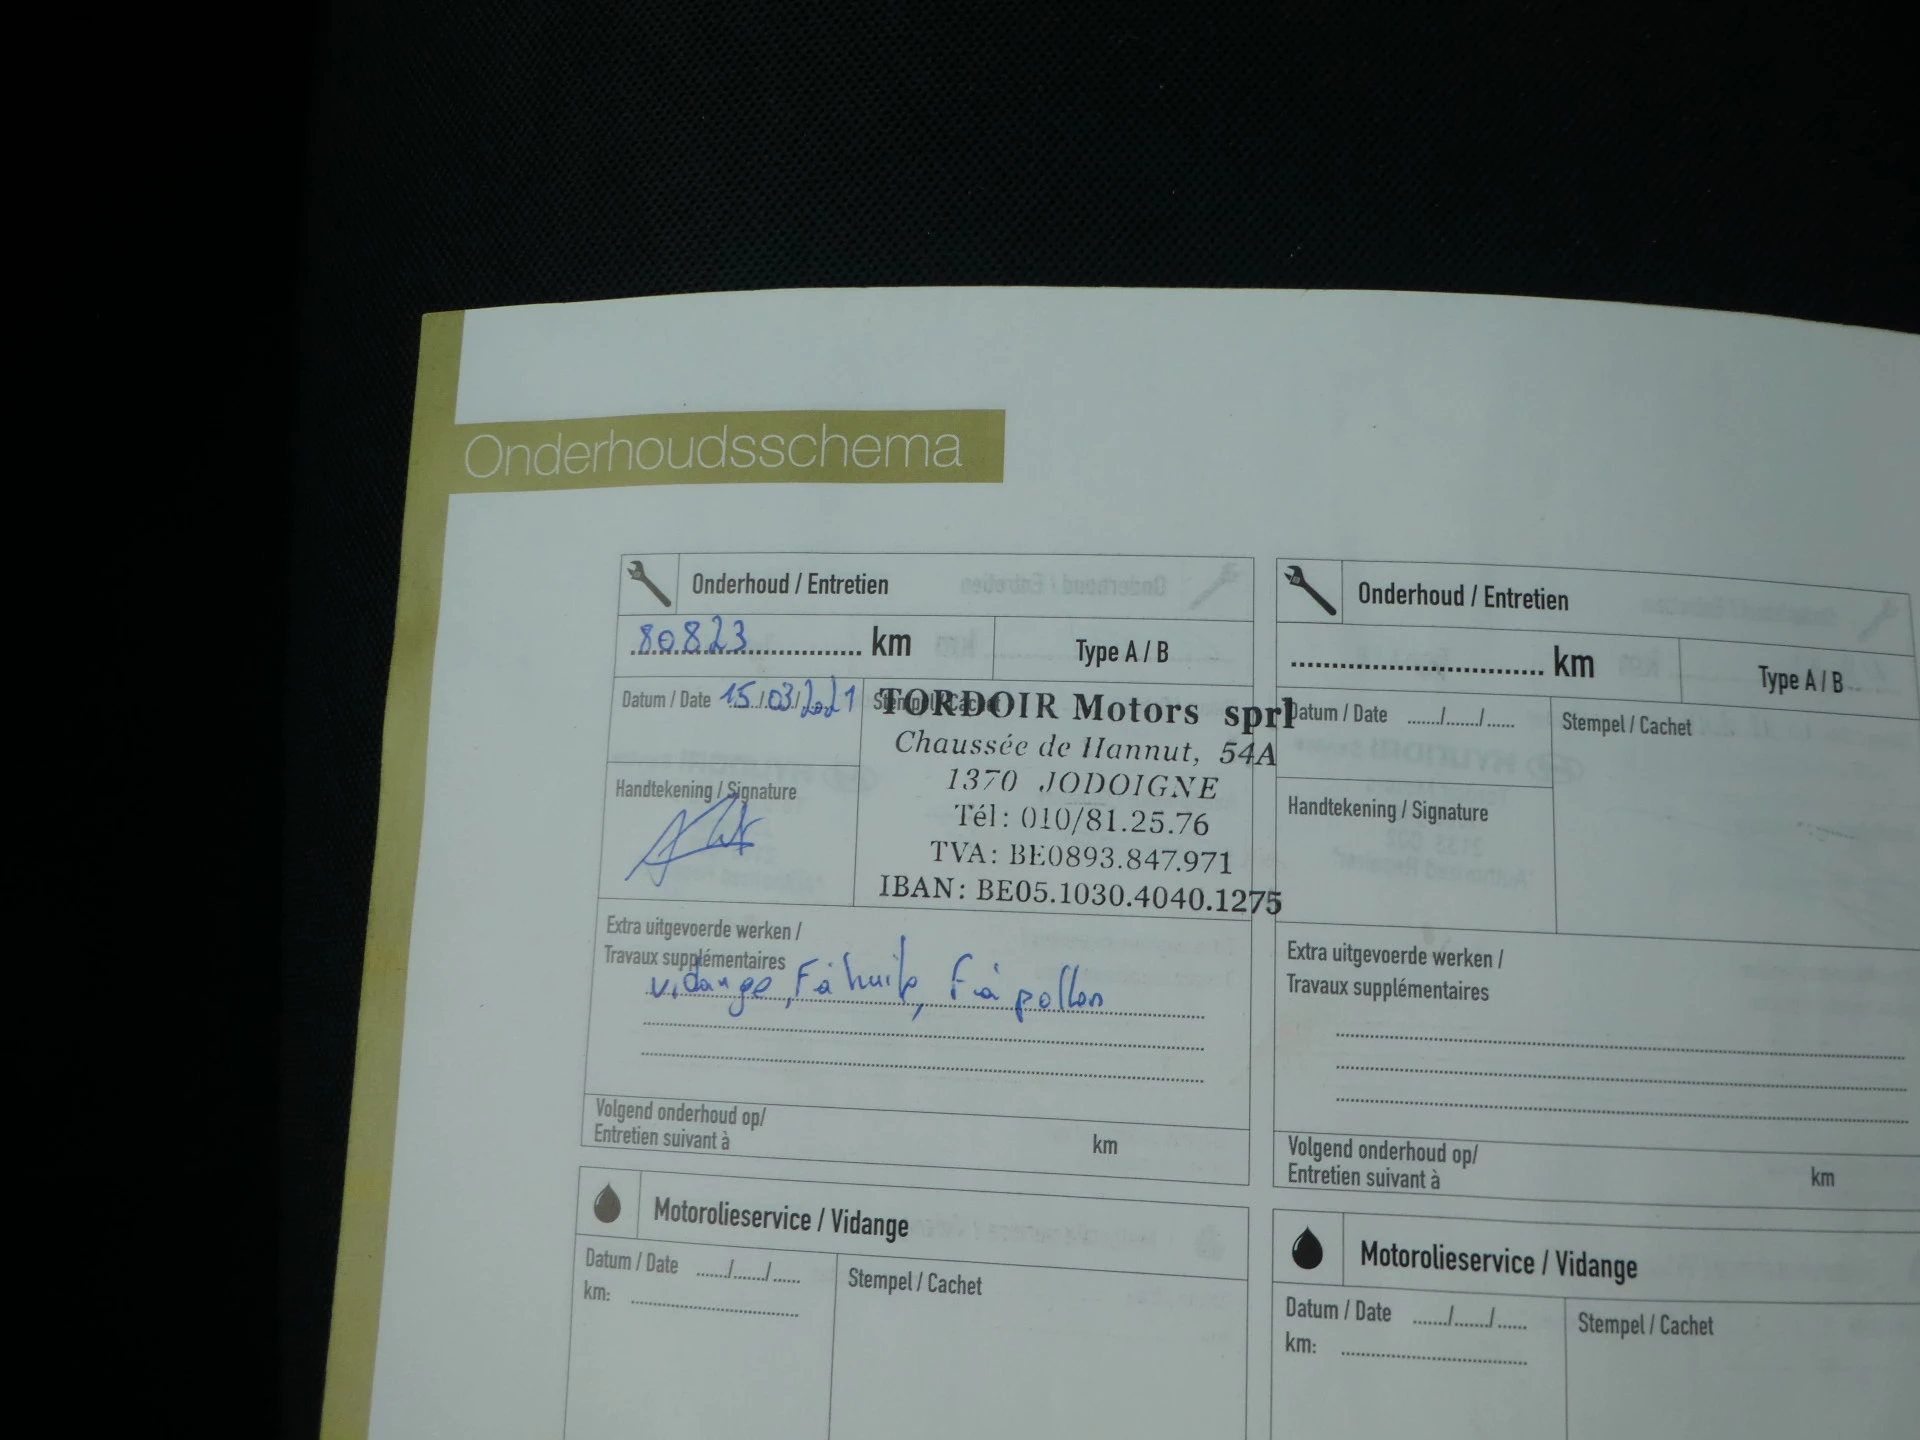 Onderhoudsschema
Onderhoud / Entretien
80823 km
Type A / B
Datum / Date 15/03/2021
Stempel / Cachet
TORDOIR Motors sprl
Chaussée de Hannut, 54A
1370 JODOIGNE
Tél: 010/81.25.76
TVA: BE0893.847.971
IBAN: BE05.1030.4040.1275
Handtekening / Signature
Extra uitgevoerde werken /
Travaux supplémentaires
vidange, F à huile, F à pollen
Volgend onderhoud op/
Entretien suivant à km
Motorolieservice / Vidange
Datum / Date ....../....../......
km:
Stempel / Cachet
Onderhoud / Entretien
km
Type A / B
Datum / Date ....../....../......
Stempel / Cachet
Handtekening / Signature
Extra uitgevoerde werken /
Travaux supplémentaires
Volgend onderhoud op/
Entretien suivant à km
Motorolieservice / Vidange
Datum / Date ....../....../......
km:
Stempel / Cachet